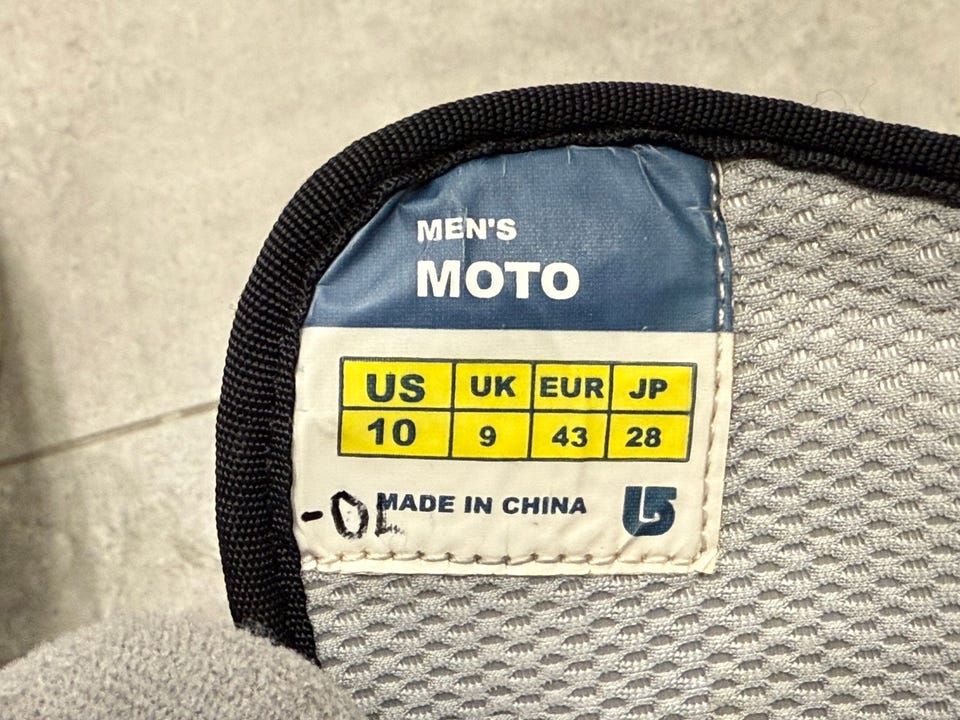 MEN'S
MOTO
US UK EUR JP
10 9 43 28
MADE IN CHINA